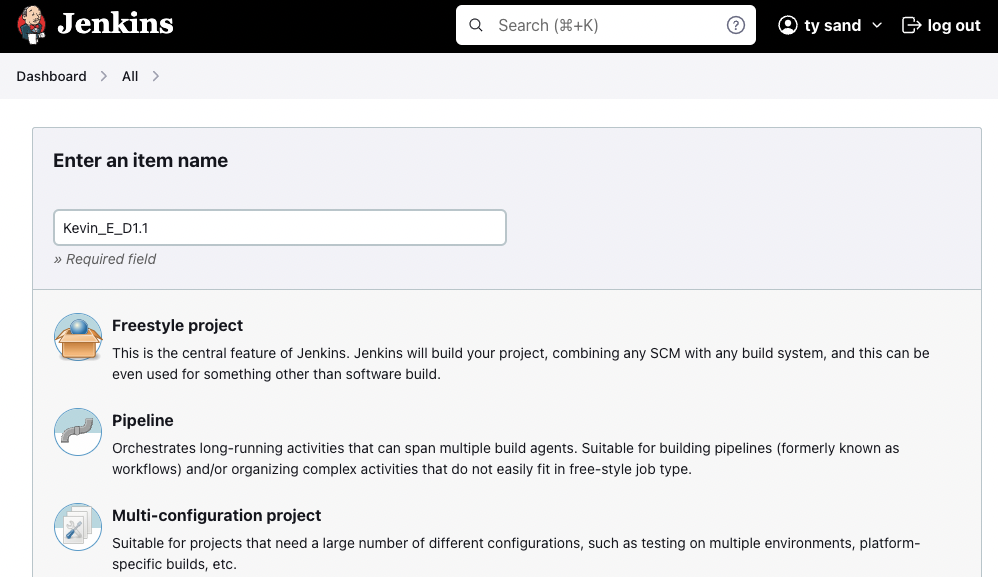 Jenkins
Search (⌘+K)
ty sand
log out
Dashboard
All
Enter an item name
Kevin_E_D1.1
» Required field
Freestyle project
This is the central feature of Jenkins. Jenkins will build your project, combining any SCM with any build system, and this can be
even used for something other than software build.
Pipeline
Orchestrates long-running activities that can span multiple build agents. Suitable for building pipelines (formerly known as
workflows) and/or organizing complex activities that do not easily fit in free-style job type.
Multi-configuration project
Suitable for projects that need a large number of different configurations, such as testing on multiple environments, platform-
specific builds, etc.